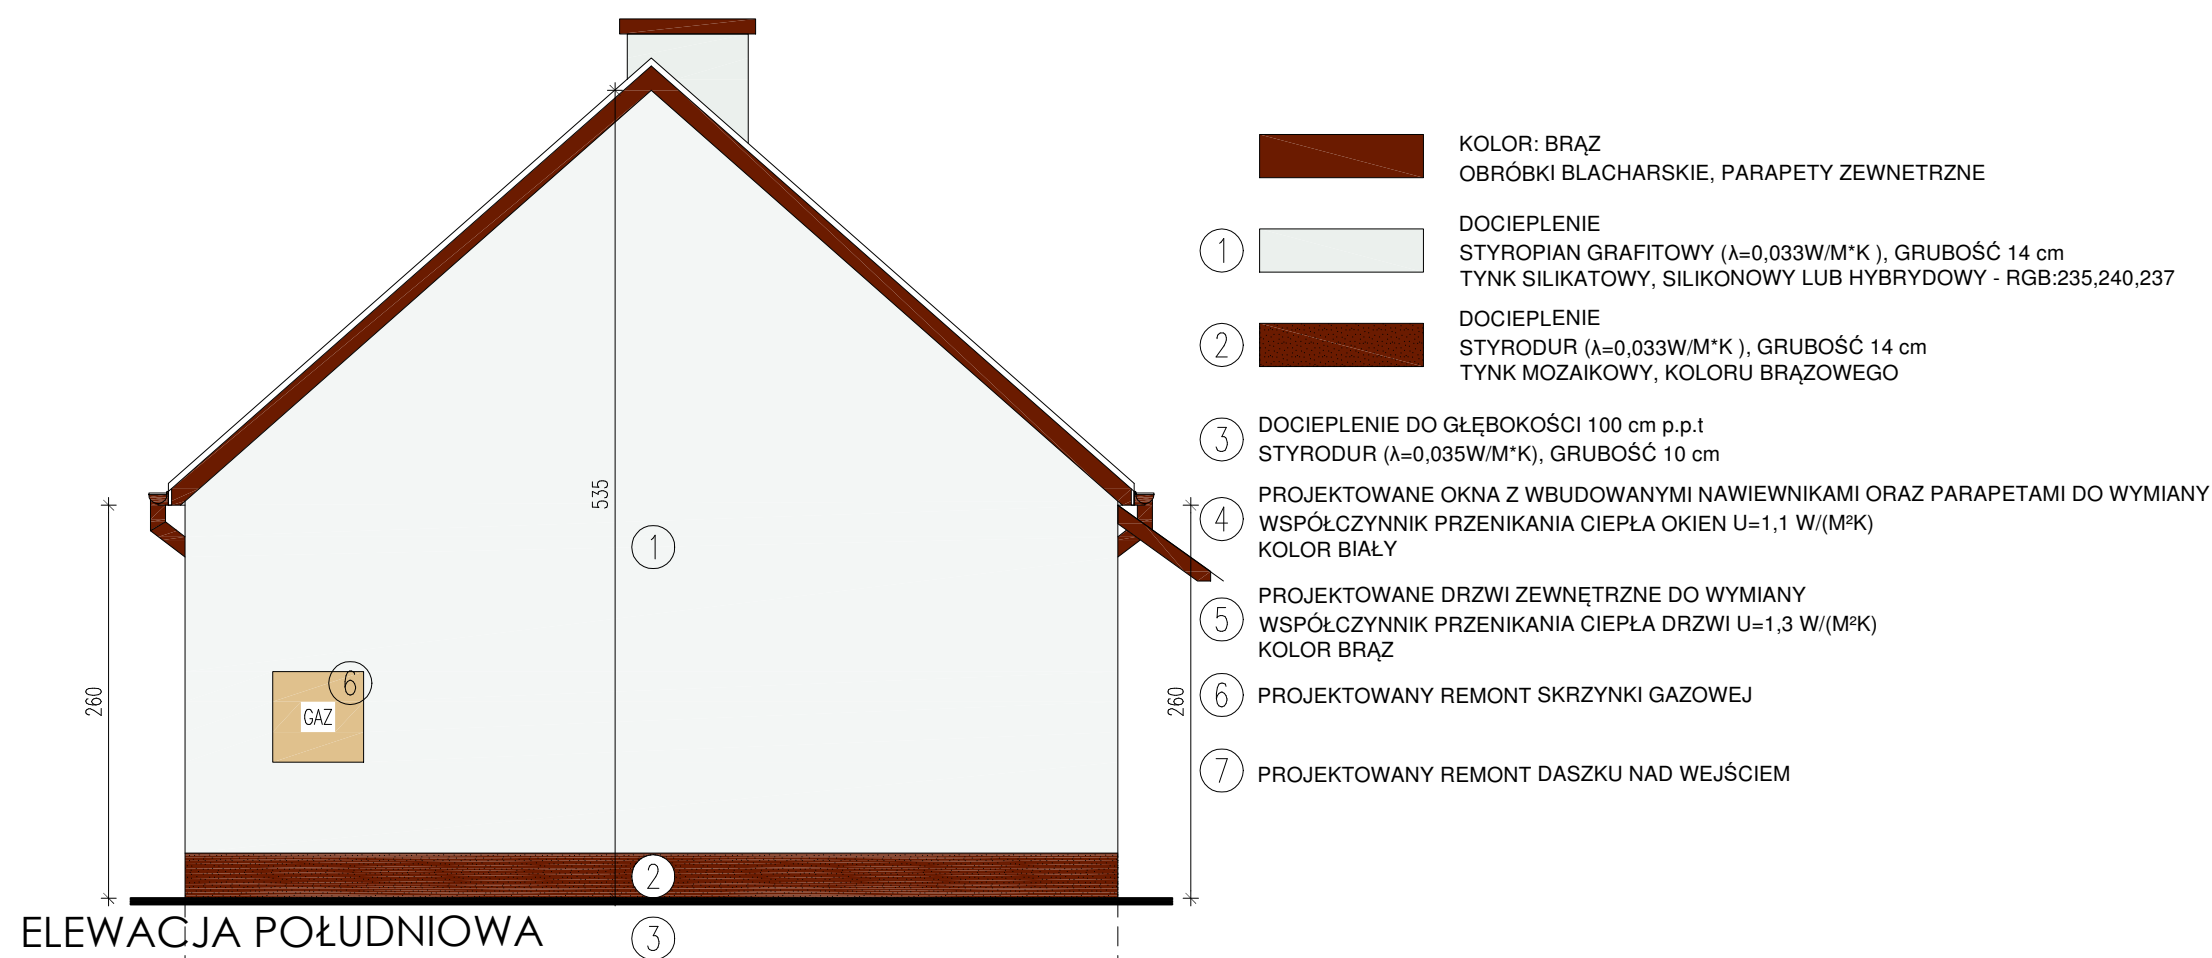 535
1
6
GAZ
260
260
2
3
ELEWACJA POŁUDNIOWA
KOLOR: BRĄZ
OBRÓBKI BLACHARSKIE, PARAPETY ZEWNETRZNE
1
DOCIEPLENIE
STYROPIAN GRAFITOWY (λ=0,033W/M*K ), GRUBOŚĆ 14 cm
TYNK SILIKATOWY, SILIKONOWY LUB HYBRYDOWY - RGB:235,240,237
2
DOCIEPLENIE
STYRODUR (λ=0,033W/M*K ), GRUBOŚĆ 14 cm
TYNK MOZAIKOWY, KOLORU BRĄZOWEGO
3
DOCIEPLENIE DO GŁĘBOKOŚCI 100 cm p.p.t
STYRODUR (λ=0,035W/M*K), GRUBOŚĆ 10 cm
4
PROJEKTOWANE OKNA Z WBUDOWANYMI NAWIEWNIKAMI ORAZ PARAPETAMI DO WYMIANY
WSPÓŁCZYNNIK PRZENIKANIA CIEPŁA OKIEN U=1,1 W/(M²K)
KOLOR BIAŁY
5
PROJEKTOWANE DRZWI ZEWNĘTRZNE DO WYMIANY
WSPÓŁCZYNNIK PRZENIKANIA CIEPŁA DRZWI U=1,3 W/(M²K)
KOLOR BRĄZ
6
PROJEKTOWANY REMONT SKRZYNKI GAZOWEJ
7
PROJEKTOWANY REMONT DASZKU NAD WEJŚCIEM